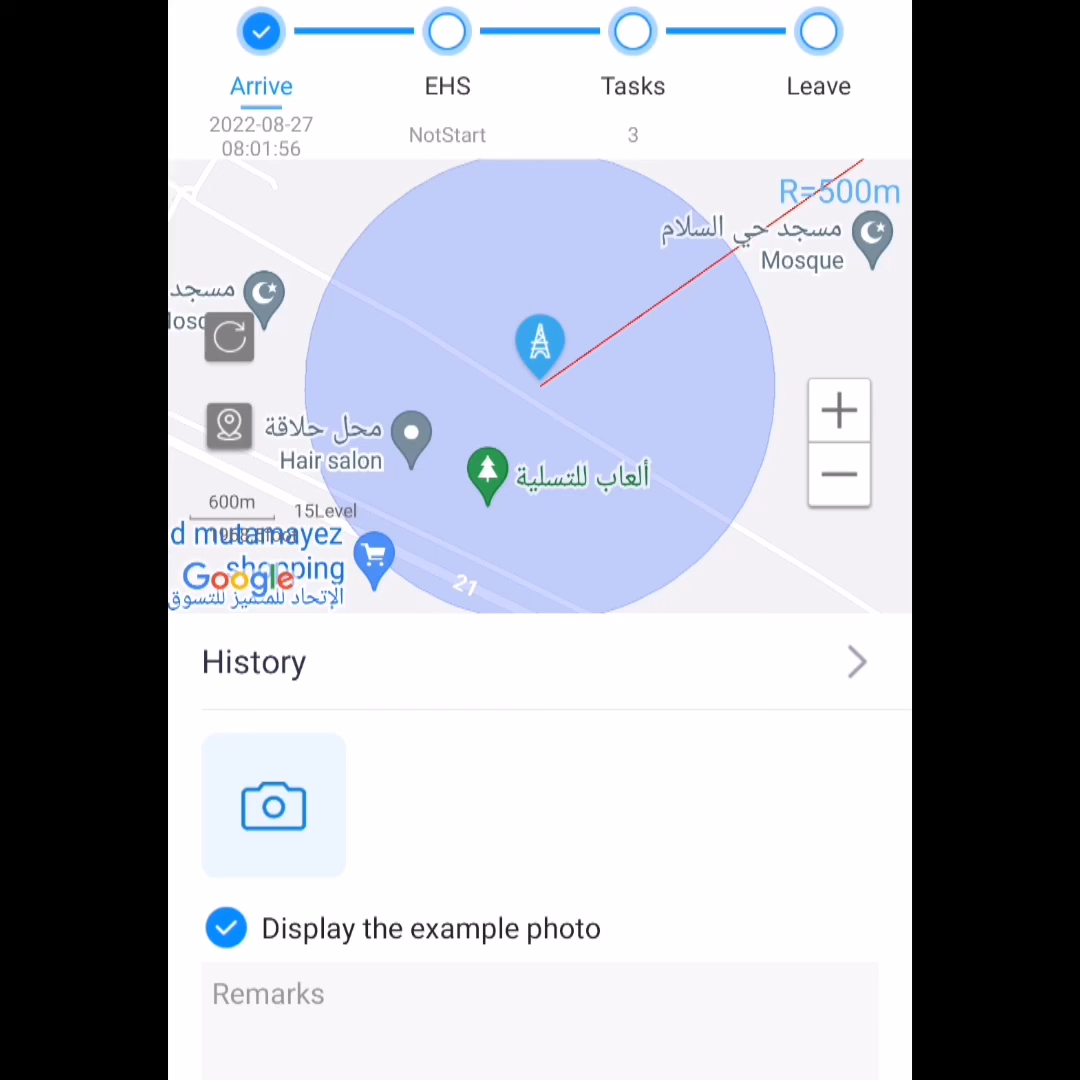 Arrive
EHS
Tasks
Leave
2022-08-27
08:01:56
NotStart
3
R=500m
مسجد حي السلام
Mosque
مسجد
محل حلاقة
Hair salon
ألعاب للتسلية
600m
15Level
d mutamayez
shopping
Google
الإتحاد للمتميز للتسوق
21
History
Display the example photo
Remarks